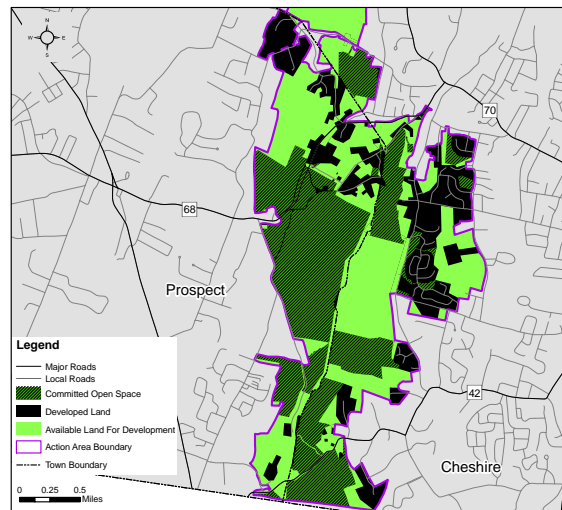 N
W E
S
70
68
Prospect
Legend
Major Roads
Local Roads
Committed Open Space
Developed Land
Available Land For Development
Action Area Boundary
Town Boundary
42
Cheshire
0 0.25 0.5
Miles